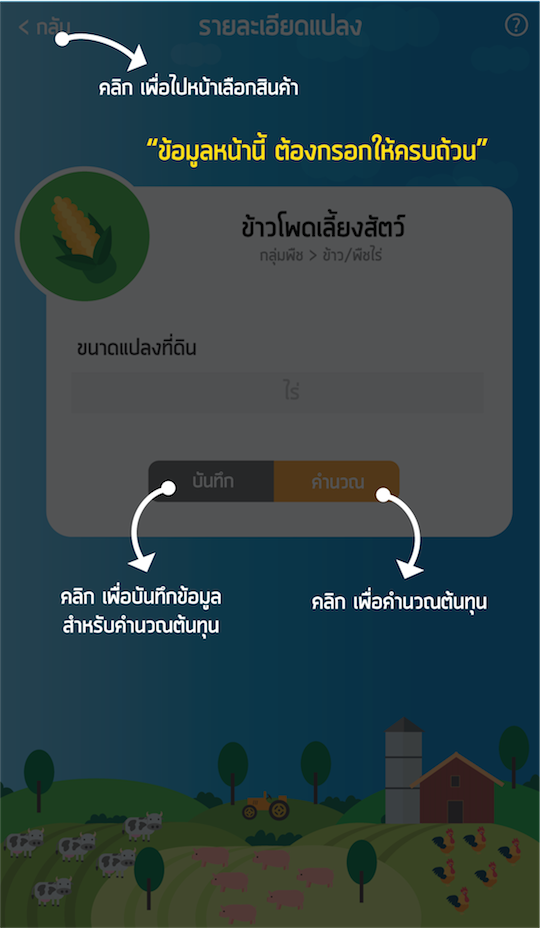 < กลับ รายละเอียดแปลง ?
คลิก เพื่อไปหน้าเลือกสินค้า
“ข้อมูลหน้านี้ ต้องกรอกให้ครบถ้วน”
ข้าวโพดเลี้ยงสัตว์
กลุ่มพืช > ข้าว/พืชไร่
ขนาดแปลงที่ดิน
ไร่
บันทึก คำนวณ
คลิก เพื่อบันทึกข้อมูล
สำหรับคำนวณต้นทุน
คลิก เพื่อคำนวณต้นทุน